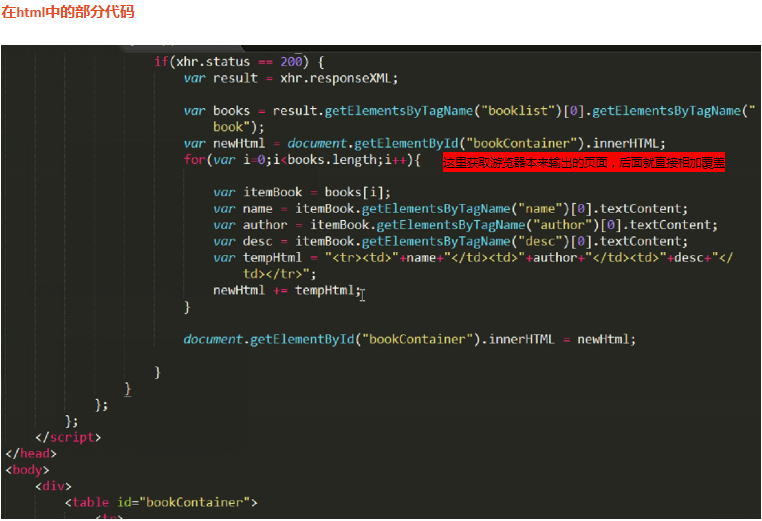 在html中的部分代码
if(xhr.status == 200) {
var result = xhr.responseXML;
var books = result.getElementsByTagName("booklist")[0].getElementsByTagName("
book");
var newHtml = document.getElementById("bookContainer").innerHTML;
for(var i=0;i<books.length;i++){ 这里获取游览器本来输出的页面，后面就直接相加覆盖
var itemBook = books[i];
var name = itemBook.getElementsByTagName("name")[0].textContent;
var author = itemBook.getElementsByTagName("author")[0].textContent;
var desc = itemBook.getElementsByTagName("desc")[0].textContent;
var tempHtml = "<tr><td>"+name+"</td><td>"+author+"</td><td>"+desc+"</
td></tr>";
newHtml += tempHtml;
}
document.getElementById("bookContainer").innerHTML = newHtml;
}
}
};
};
</script>
</head>
<body>
<div>
<table id="bookContainer">
<tr>